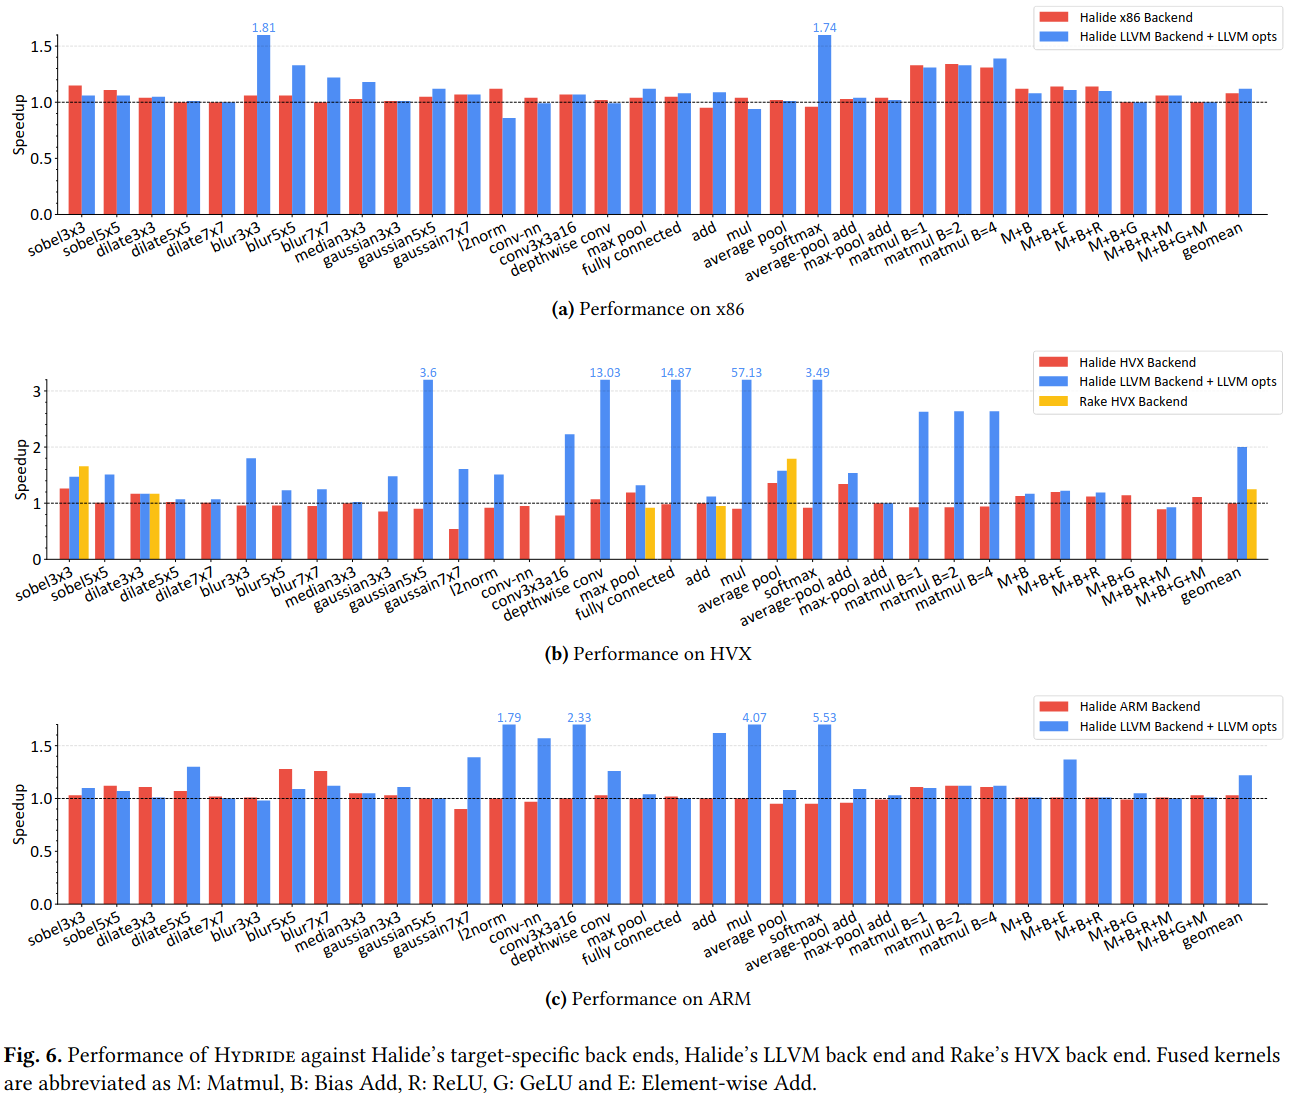 1.81
1.74
Halide x86 Backend
Halide LLVM Backend + LLVM opts
1.5
1.0
0.5
0.0
Speedup
sobel3x3
sobel5x5
dilate3x3
dilate5x5
dilate7x7
blur3x3
blur5x5
blur7x7
median3x3
gaussian3x3
gaussian5x5
gaussain7x7
l2norm
conv-nn
conv3x3a16
depthwise conv
max pool
fully connected
add
mul
average pool
softmax
average-pool add
max-pool add
matmul B=1
matmul B=2
matmul B=4
M+B
M+B+E
M+B+R
M+B+G
M+B+R+M
M+B+G+M
geomean
(a) Performance on x86
3.6
13.03
14.87
57.13
3.49
Halide HVX Backend
Halide LLVM Backend + LLVM opts
Rake HVX Backend
3
2
1
0
Speedup
sobel3x3
sobel5x5
dilate3x3
dilate5x5
dilate7x7
blur3x3
blur5x5
blur7x7
median3x3
gaussian3x3
gaussian5x5
gaussain7x7
l2norm
conv-nn
conv3x3a16
depthwise conv
max pool
fully connected
add
mul
average pool
softmax
average-pool add
max-pool add
matmul B=1
matmul B=2
matmul B=4
M+B
M+B+E
M+B+R
M+B+G
M+B+R+M
M+B+G+M
geomean
(b) Performance on HVX
1.79
2.33
4.07
5.53
Halide ARM Backend
Halide LLVM Backend + LLVM opts
1.5
1.0
0.5
0.0
Speedup
sobel3x3
sobel5x5
dilate3x3
dilate5x5
dilate7x7
blur3x3
blur5x5
blur7x7
median3x3
gaussian3x3
gaussian5x5
gaussain7x7
l2norm
conv-nn
conv3x3a16
depthwise conv
max pool
fully connected
add
mul
average pool
softmax
average-pool add
max-pool add
matmul B=1
matmul B=2
matmul B=4
M+B
M+B+E
M+B+R
M+B+G
M+B+R+M
M+B+G+M
geomean
(c) Performance on ARM
Fig. 6. Performance of HYDRIDE against Halide's target-specific back ends, Halide's LLVM back end and Rake's HVX back end. Fused kernels
are abbreviated as M: Matmul, B: Bias Add, R: ReLU, G: GeLU and E: Element-wise Add.